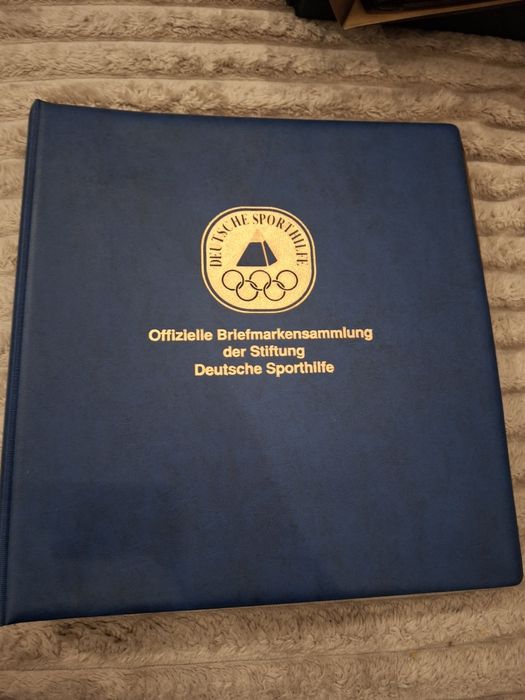 DEUTSCHE SPORTHILFE
Offizielle Briefmarkensammlung
der Stiftung
Deutsche Sporthilfe